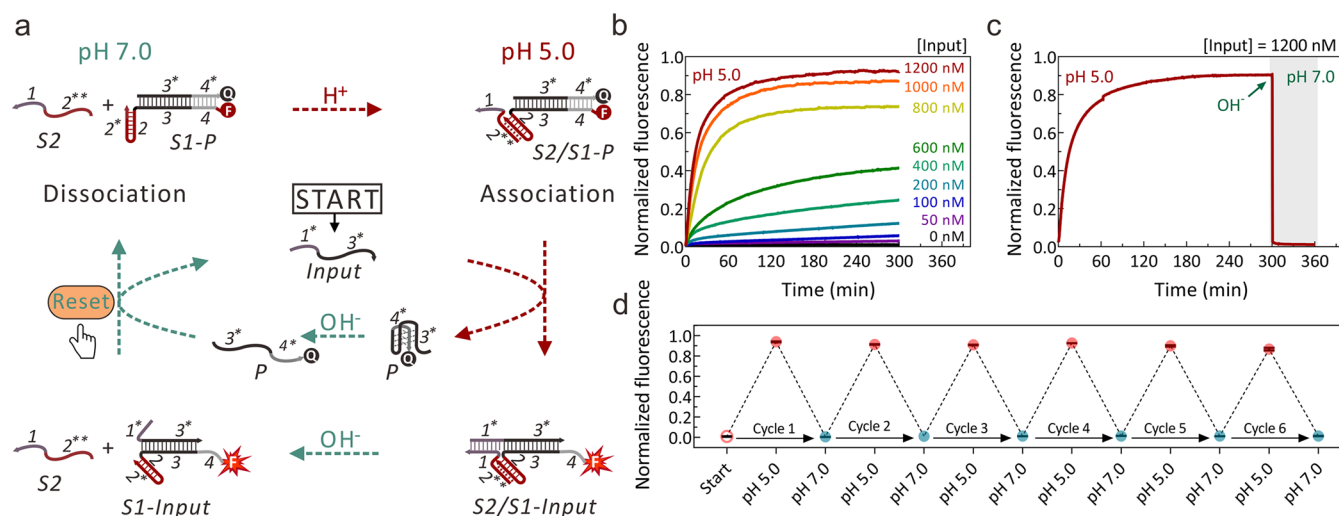 a
pH 7.0
pH 5.0
1
2**
+
2*
2
3*
4*
Q
F
3
4
S2
S1-P
H+
1
2**
2
3*
4*
Q
F
3
4
S2/S1-P
Dissociation
START
Association
1*
3*
Input
Reset
OH-
3*
4*
Q
P
4*
3*
Q
P
1
2**
+
1*
3*
2*
2
3
4
F
S2
S1-Input
OH-
1*
3*
2**
2
3
4
F
S2/S1-Input
b
[Input]
pH 5.0
1200 nM
1000 nM
800 nM
600 nM
400 nM
200 nM
100 nM
50 nM
0 nM
Normalized fluorescence
1.0
0.8
0.6
0.4
0.2
0.0
0
60
120
180
240
300
360
Time (min)
c
[Input] = 1200 nM
pH 5.0
pH 7.0
OH-
Normalized fluorescence
1.0
0.8
0.6
0.4
0.2
0.0
0
60
120
180
240
300
360
Time (min)
d
Normalized fluorescence
1.0
0.8
0.6
0.4
0.2
0.0
Cycle 1
Cycle 2
Cycle 3
Cycle 4
Cycle 5
Cycle 6
Start
pH 5.0
pH 7.0
pH 5.0
pH 7.0
pH 5.0
pH 7.0
pH 5.0
pH 7.0
pH 5.0
pH 7.0
pH 5.0
pH 7.0